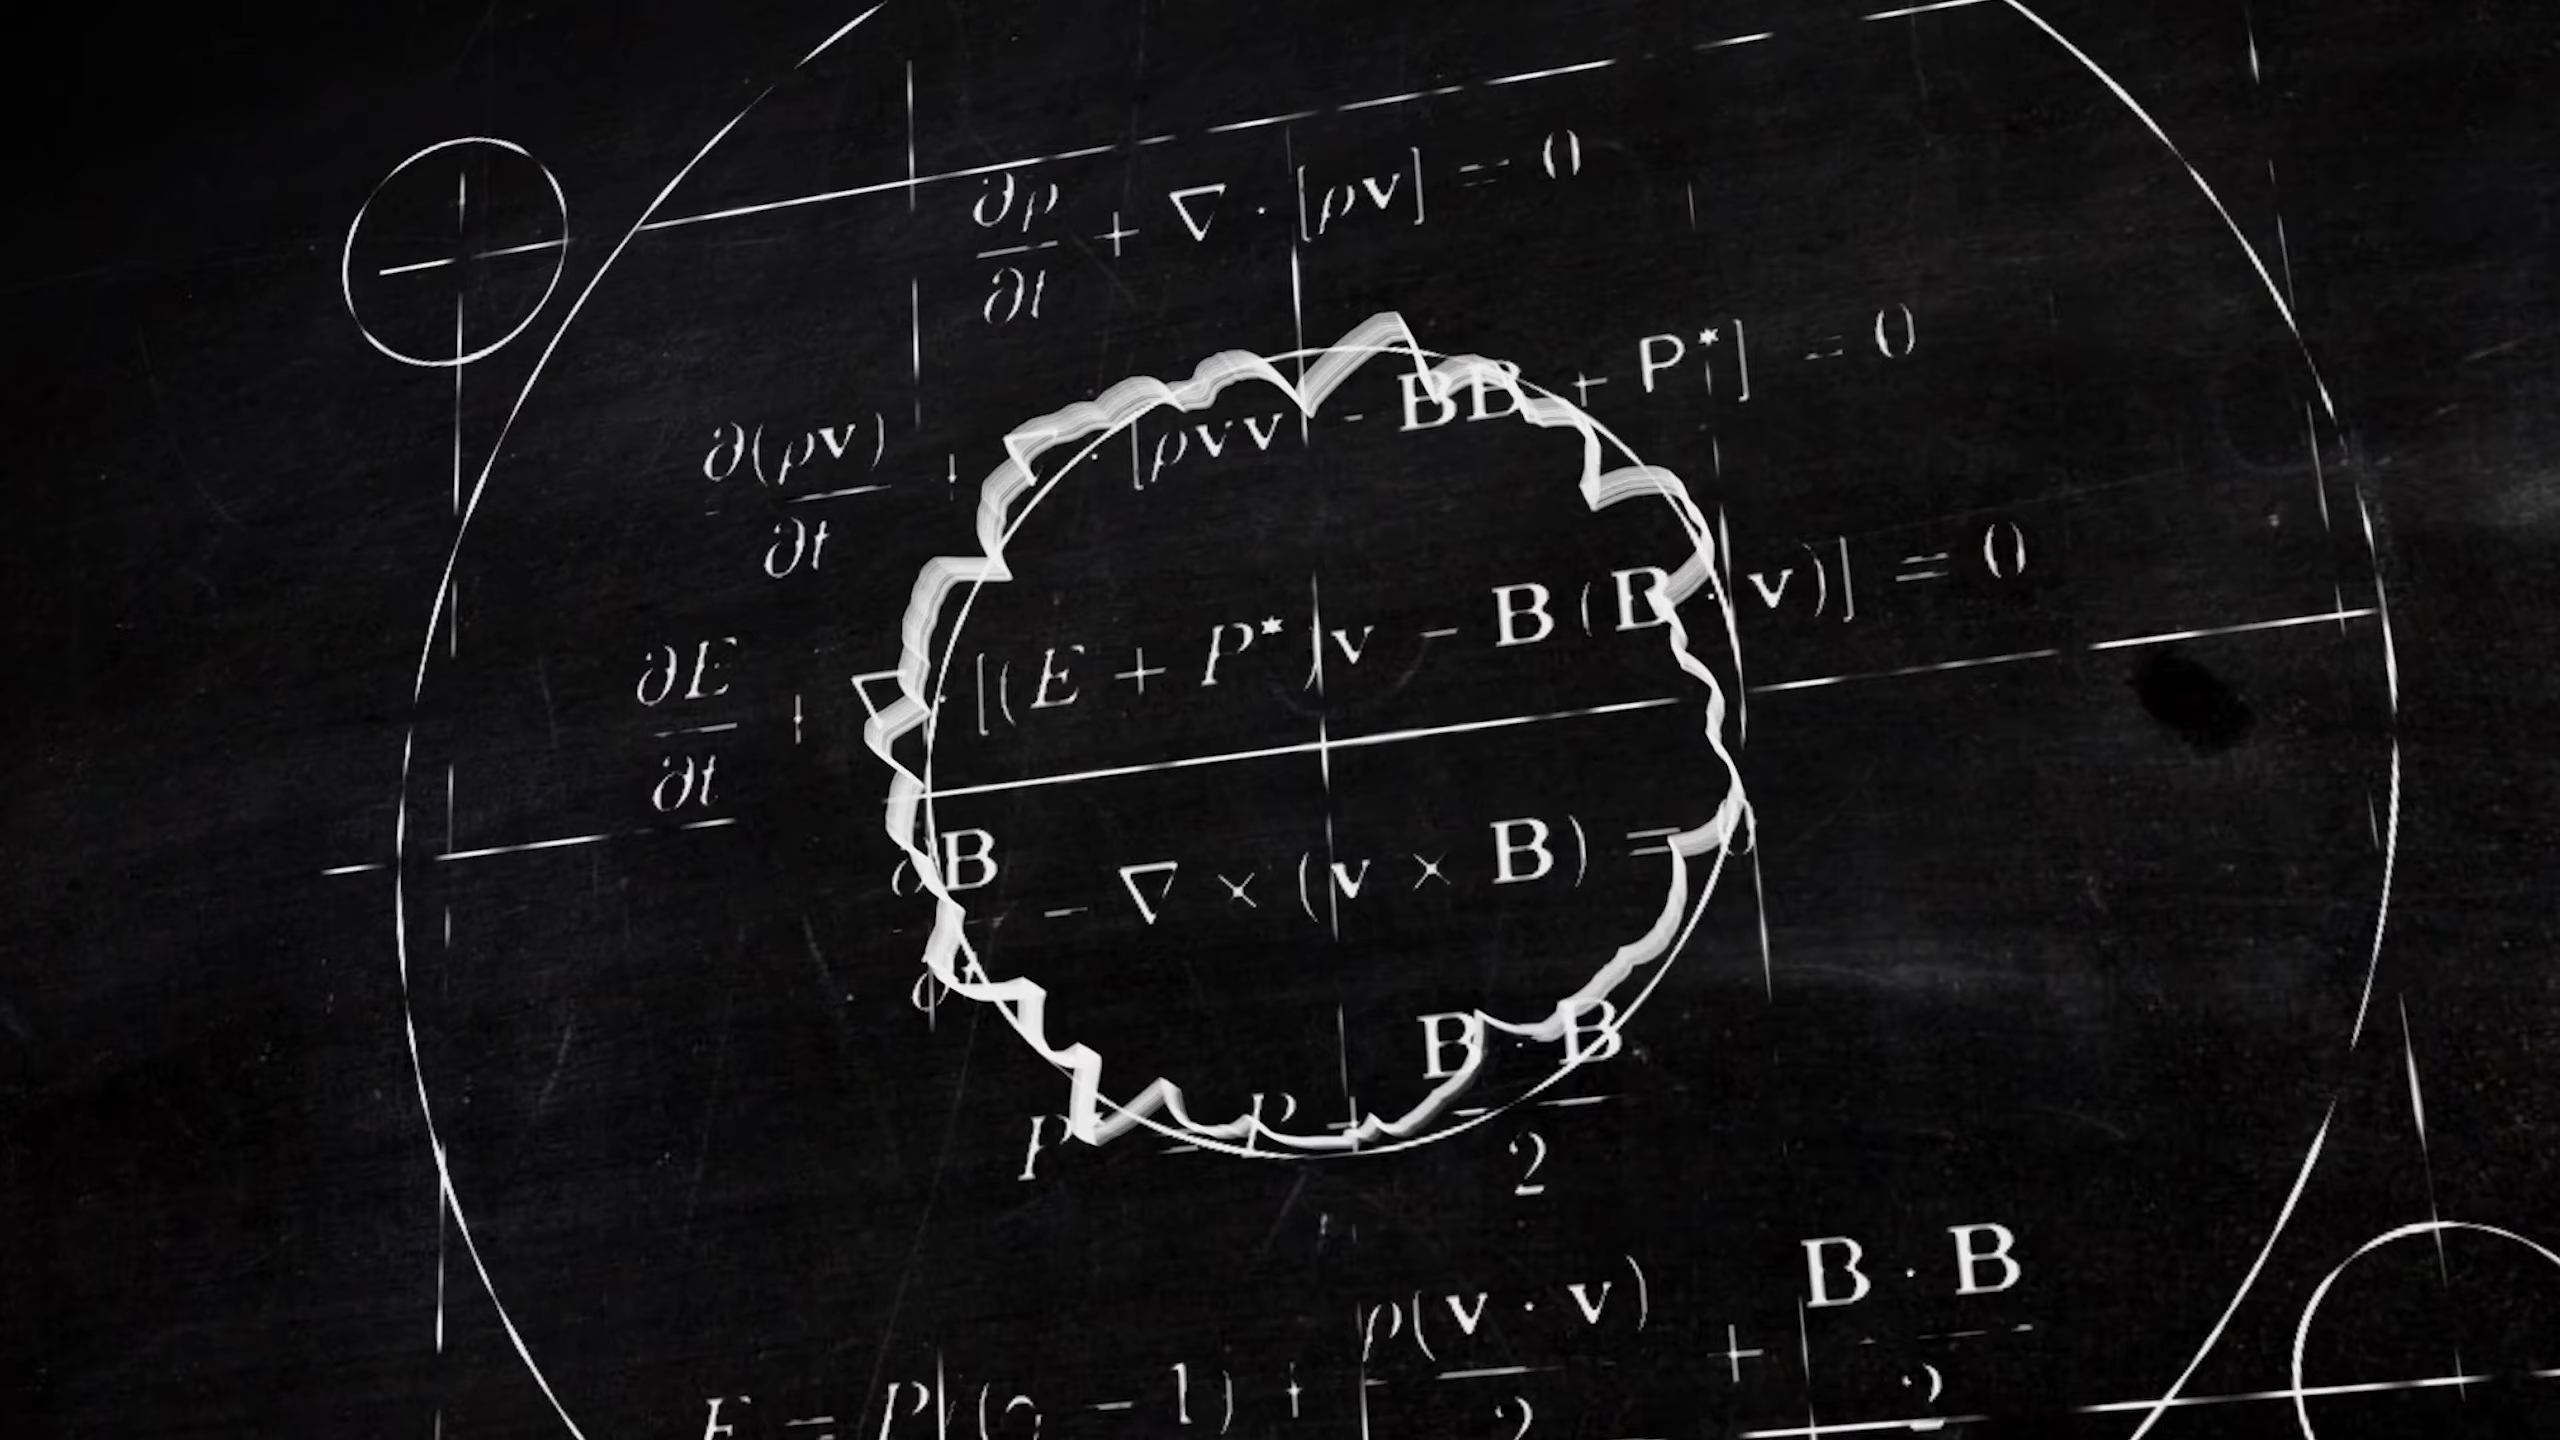 ∂ρ/∂t + ∇ · [ρv] = 0
∂(ρv)/∂t + · [ρvv - BB + P*] = 0
∂E/∂t + ∇ · [(E + P*)v - B(B · v)] = 0
∂B/∂t - ∇ × (v × B) = 0
P = P + B · B/2
E = P/(γ - 1) + ρ(v · v)/2 + B · B/2